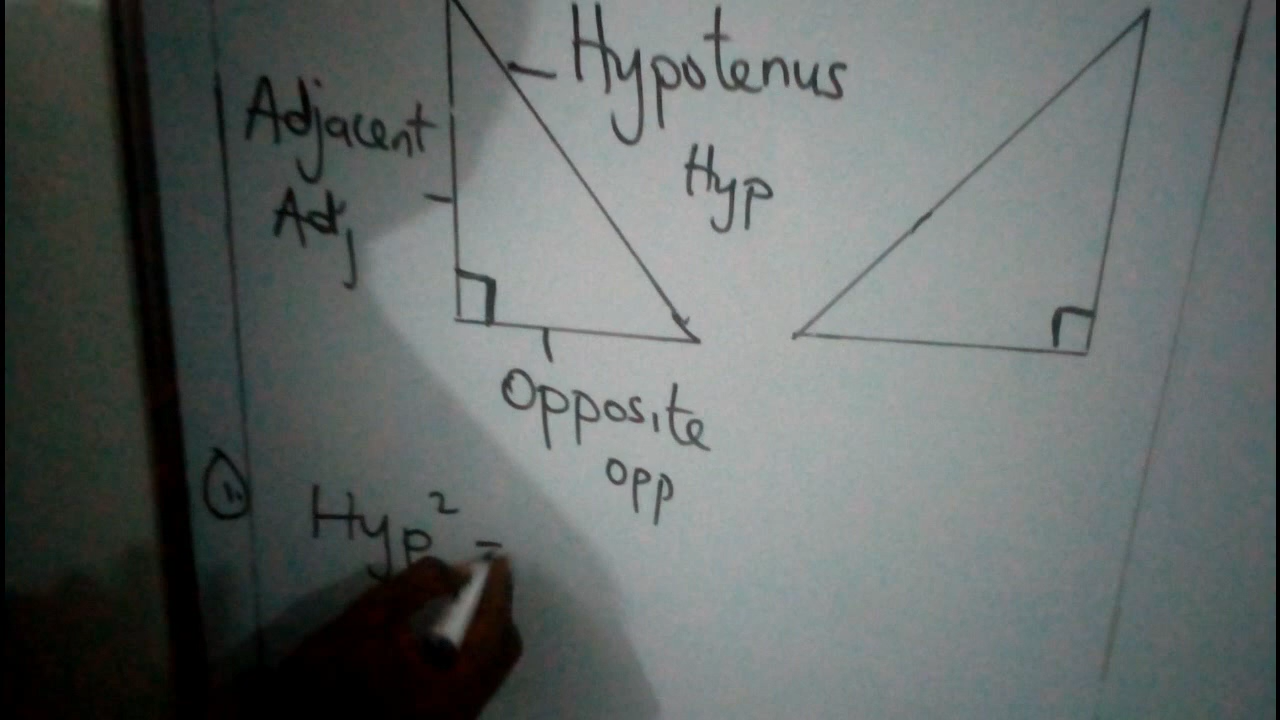 Hypotenus
Hyp
Adjacent
Adj
Opposite
opp
1. Hyp² =